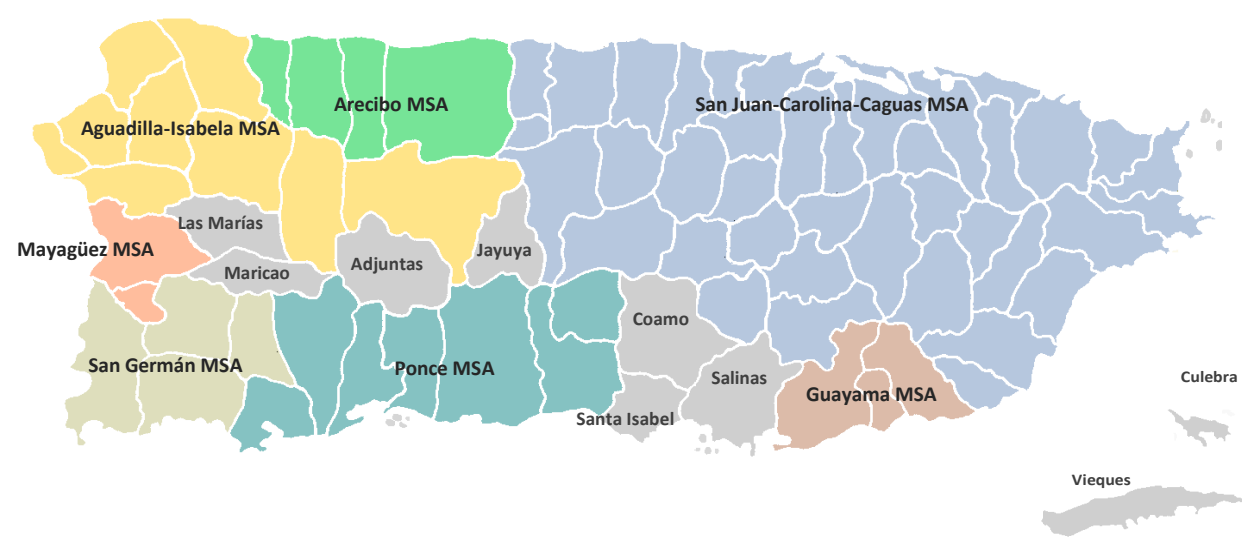 Arecibo MSA
San Juan-Carolina-Caguas MSA
Aguadilla-Isabela MSA
Las Marías
Mayagüez MSA
Jayuya
Adjuntas
Maricao
Coamo
San Germán MSA
Ponce MSA
Salinas
Culebra
Guayama MSA
Santa Isabel
Vieques